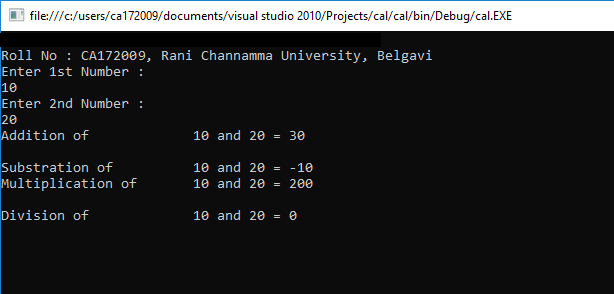 file:///c:/users/ca172009/documents/visual studio 2010/Projects/cal/cal/bin/Debug/cal.EXE
Roll No : CA172009, Rani Channamma University, Belgavi
Enter 1st Number :
10
Enter 2nd Number :
20
Addition of 10 and 20 = 30
Substration of 10 and 20 = -10
Multiplication of 10 and 20 = 200
Division of 10 and 20 = 0